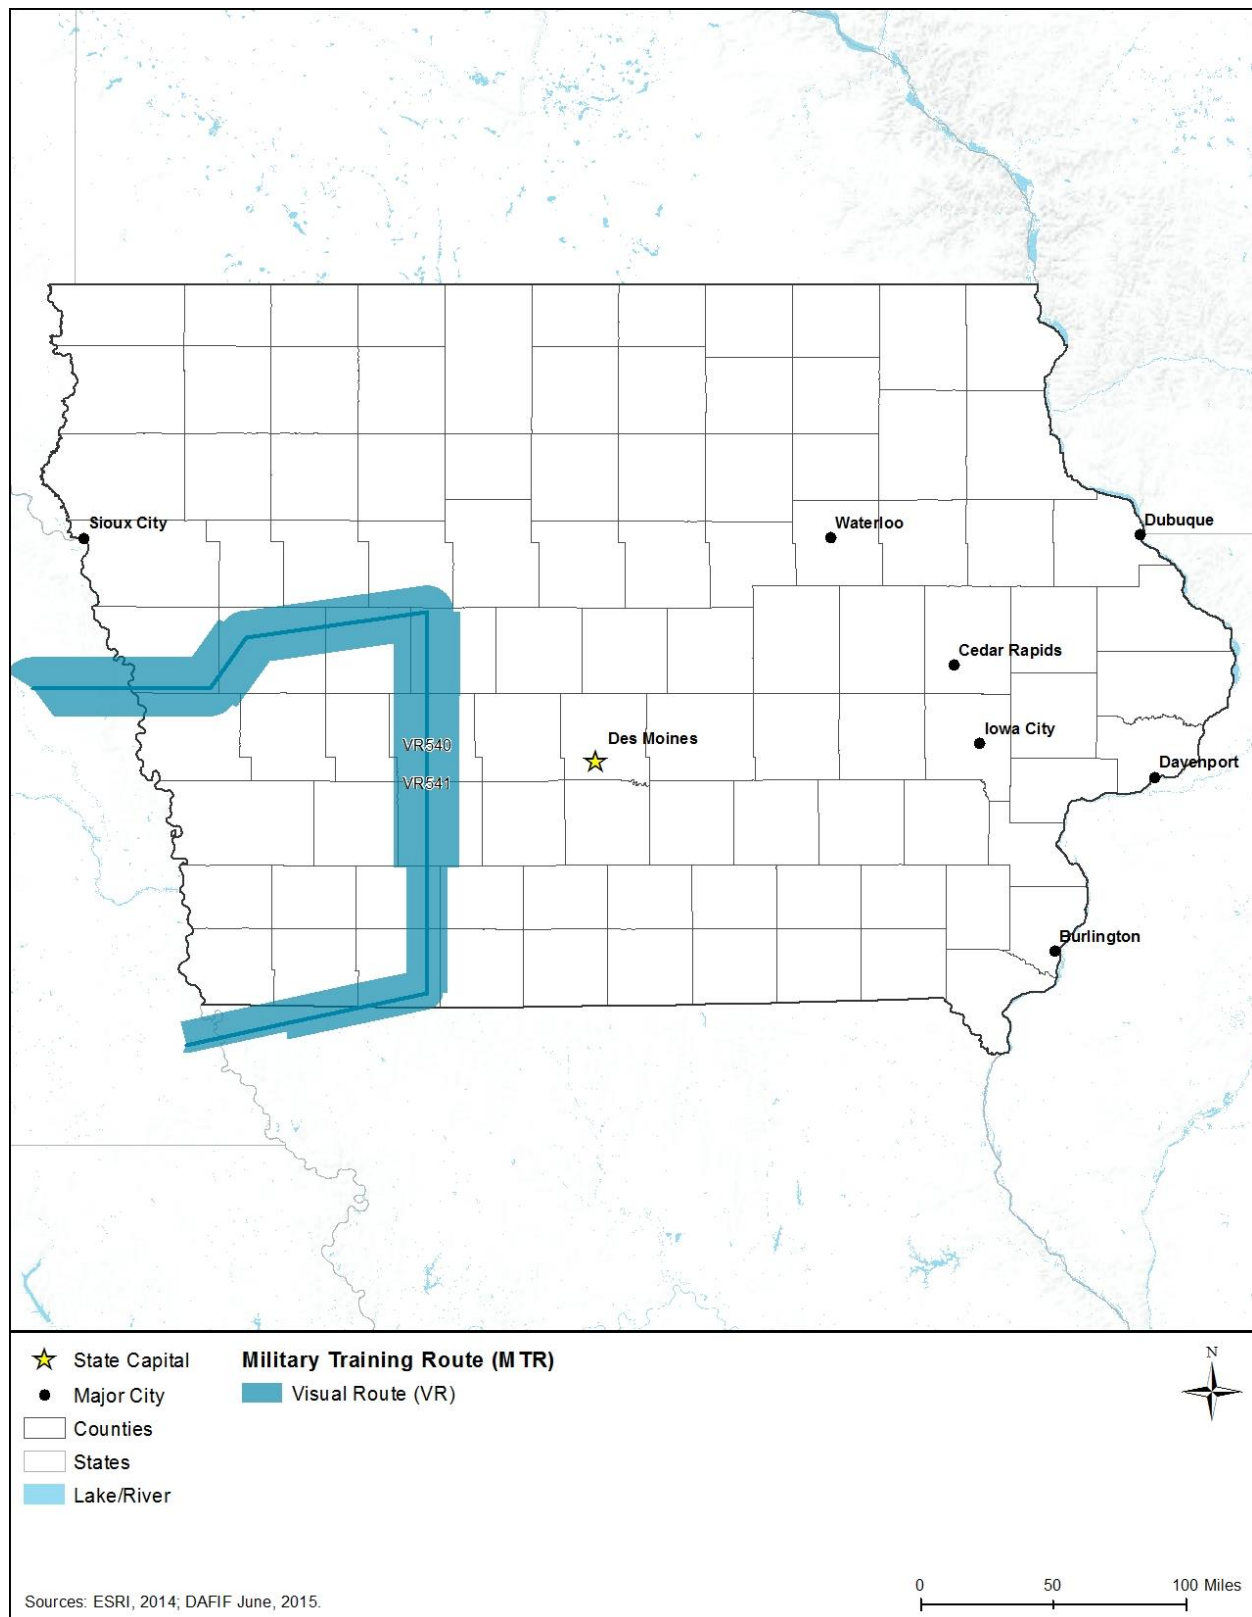 Sioux City
Waterloo
Dubuque
Cedar Rapids
Iowa City
Des Moines
VR540
Davenport
VR541
Burlington
State Capital
Military Training Route (MTR)
N
Major City
Visual Route (VR)
Counties
States
Lake/River
0 50 100 Miles
Sources: ESRI, 2014; DAFIF June, 2015.